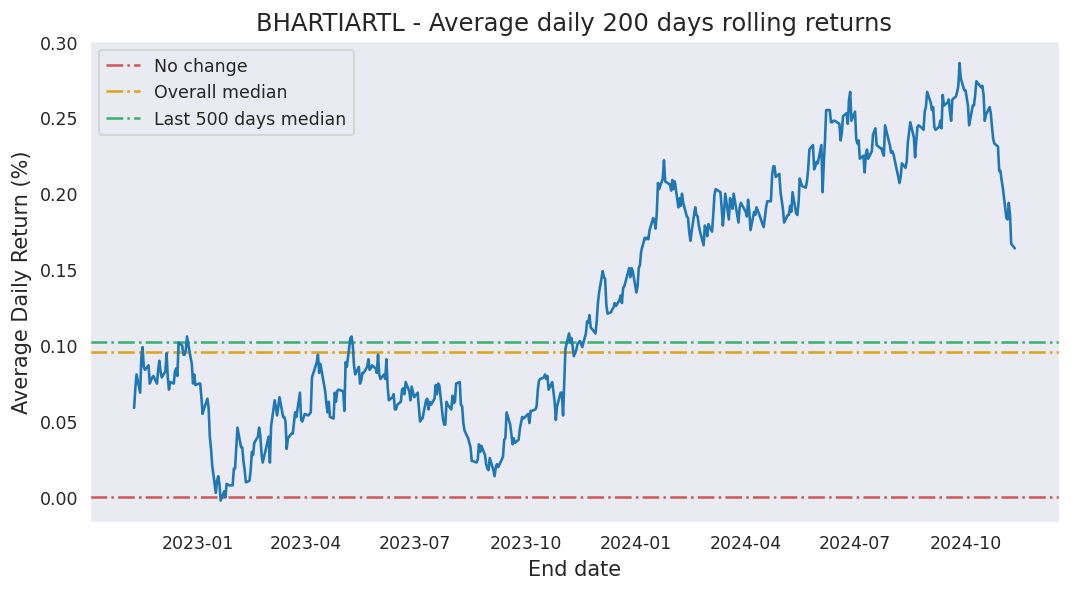 BHARTIARTL - Average daily 200 days rolling returns
No change
Overall median
Last 500 days median
Average Daily Return (%)
0.30
0.25
0.20
0.15
0.10
0.05
0.00
2023-01 2023-04 2023-07 2023-10 2024-01 2024-04 2024-07 2024-10
End date